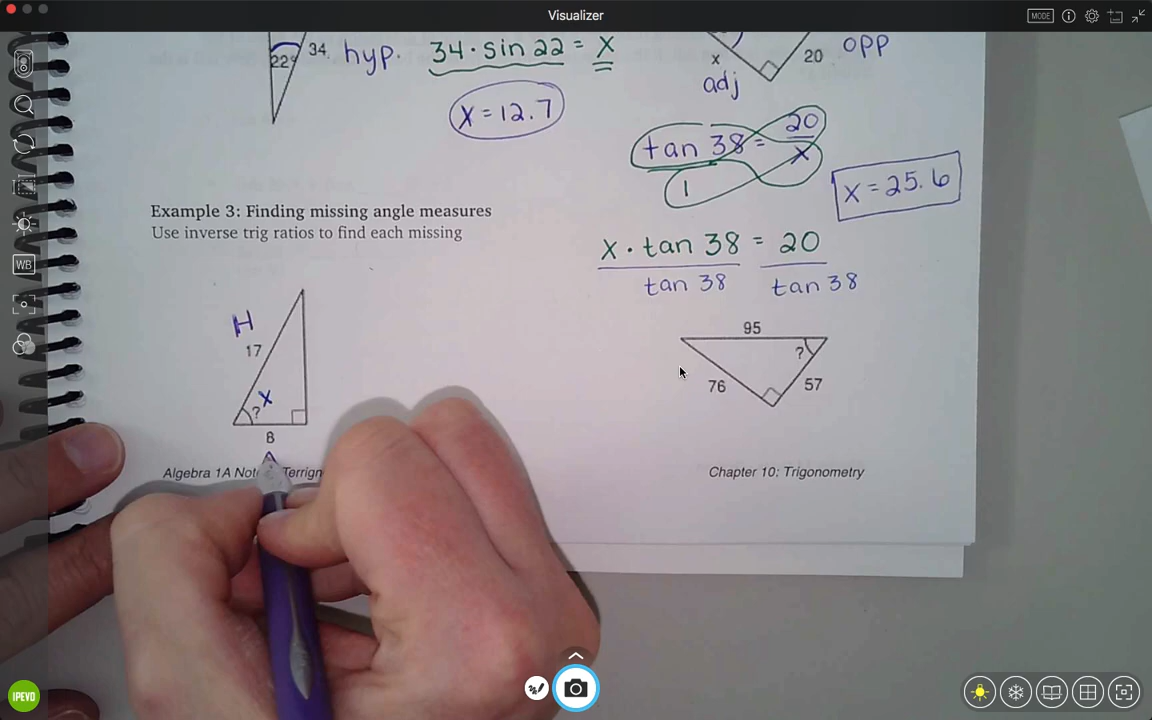 Visualizer
MODE
WB
22°
34
hyp.
34 · sin 22 = x
x = 12.7
x
adj
20
opp
tan 38 = 20
x
1
x = 25.6
x · tan 38 = 20
tan 38 tan 38
Example 3: Finding missing angle measures
Use inverse trig ratios to find each missing
H
17
x
?
8
95
?
76
57
Algebra 1A Not Terrign
Chapter 10: Trigonometry
IPEVO